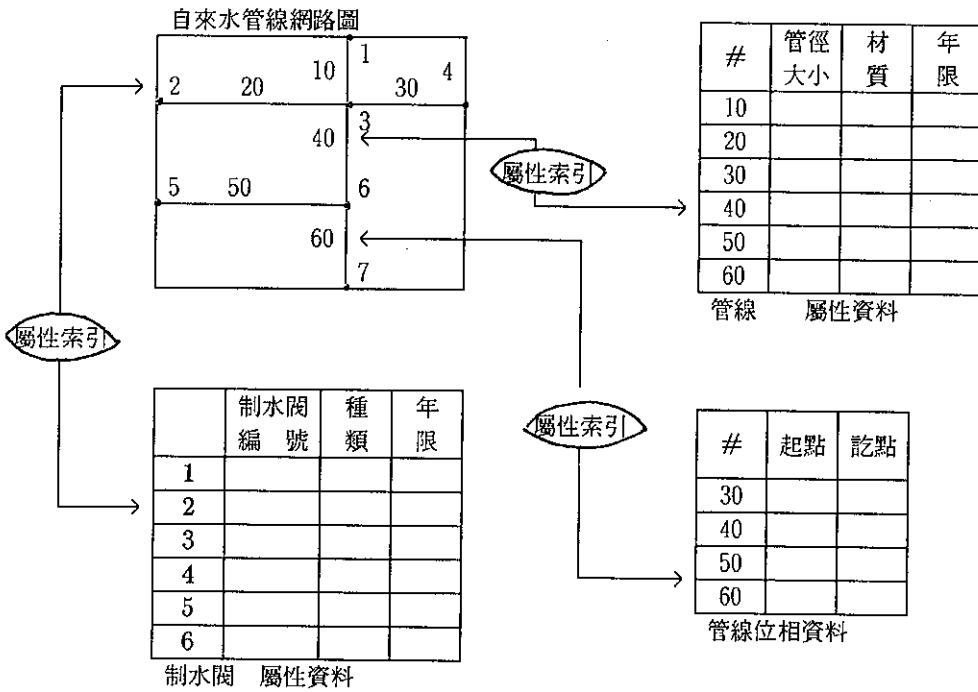 自來水管線網路圖
1
10
4
2
20
30
3
40
5
50
6
60
7
屬性索引
# 管徑大小 材質 年限
10
20
30
40
50
60
管線 屬性資料
屬性索引
制水閥編號 種類 年限
1
2
3
4
5
6
制水閥 屬性資料
屬性索引
# 起點 訖點
30
40
50
60
管線位相資料